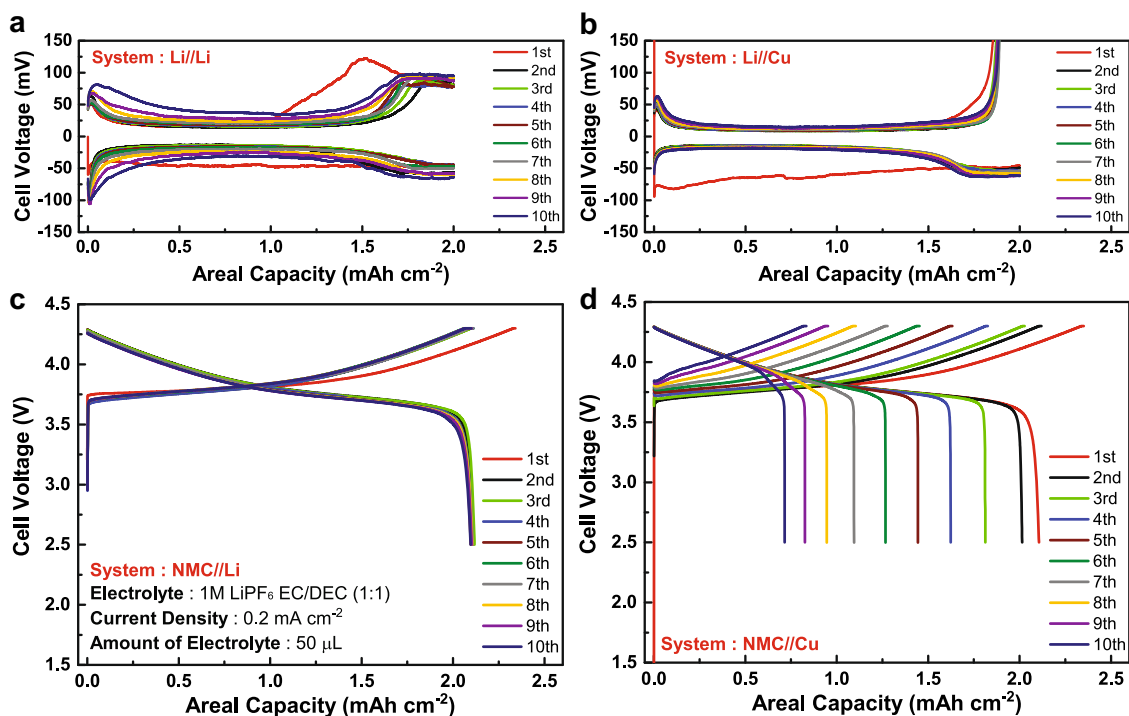 a
System : Li//Li
150
100
50
0
-50
-100
-150
Cell Voltage (mV)
0.0 0.5 1.0 1.5 2.0 2.5
Areal Capacity (mAh cm⁻²)
1st
2nd
3rd
4th
5th
6th
7th
8th
9th
10th
b
System : Li//Cu
150
100
50
0
-50
-100
-150
Cell Voltage (mV)
0.0 0.5 1.0 1.5 2.0 2.5
Areal Capacity (mAh cm⁻²)
1st
2nd
3rd
4th
5th
6th
7th
8th
9th
10th
c
4.5
4.0
3.5
3.0
2.5
2.0
1.5
Cell Voltage (V)
System : NMC//Li
Electrolyte : 1M LiPF₆ EC/DEC (1:1)
Current Density : 0.2 mA cm⁻²
Amount of Electrolyte : 50 μL
0.0 0.5 1.0 1.5 2.0 2.5
Areal Capacity (mAh cm⁻²)
1st
2nd
3rd
4th
5th
6th
7th
8th
9th
10th
d
4.5
4.0
3.5
3.0
2.5
2.0
1.5
Cell Voltage (V)
System : NMC//Cu
0.0 0.5 1.0 1.5 2.0 2.5
Areal Capacity (mAh cm⁻²)
1st
2nd
3rd
4th
5th
6th
7th
8th
9th
10th